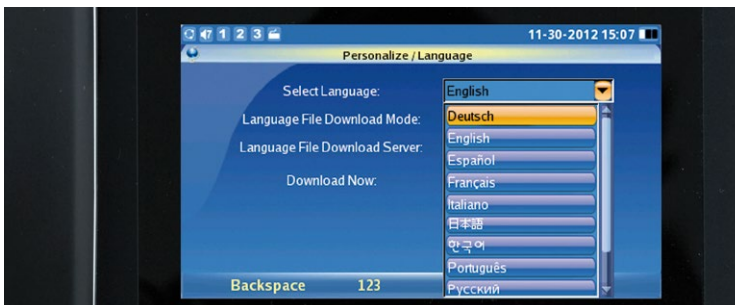 47 1 2 3 11-30-2012 15:07
Personalize / Language
Select Language: English
Language File Download Mode:
Language File Download Server:
Download Now:
Deutsch
English
Español
Français
Italiano
日本語
한국어
Português
Русский
Backspace 123